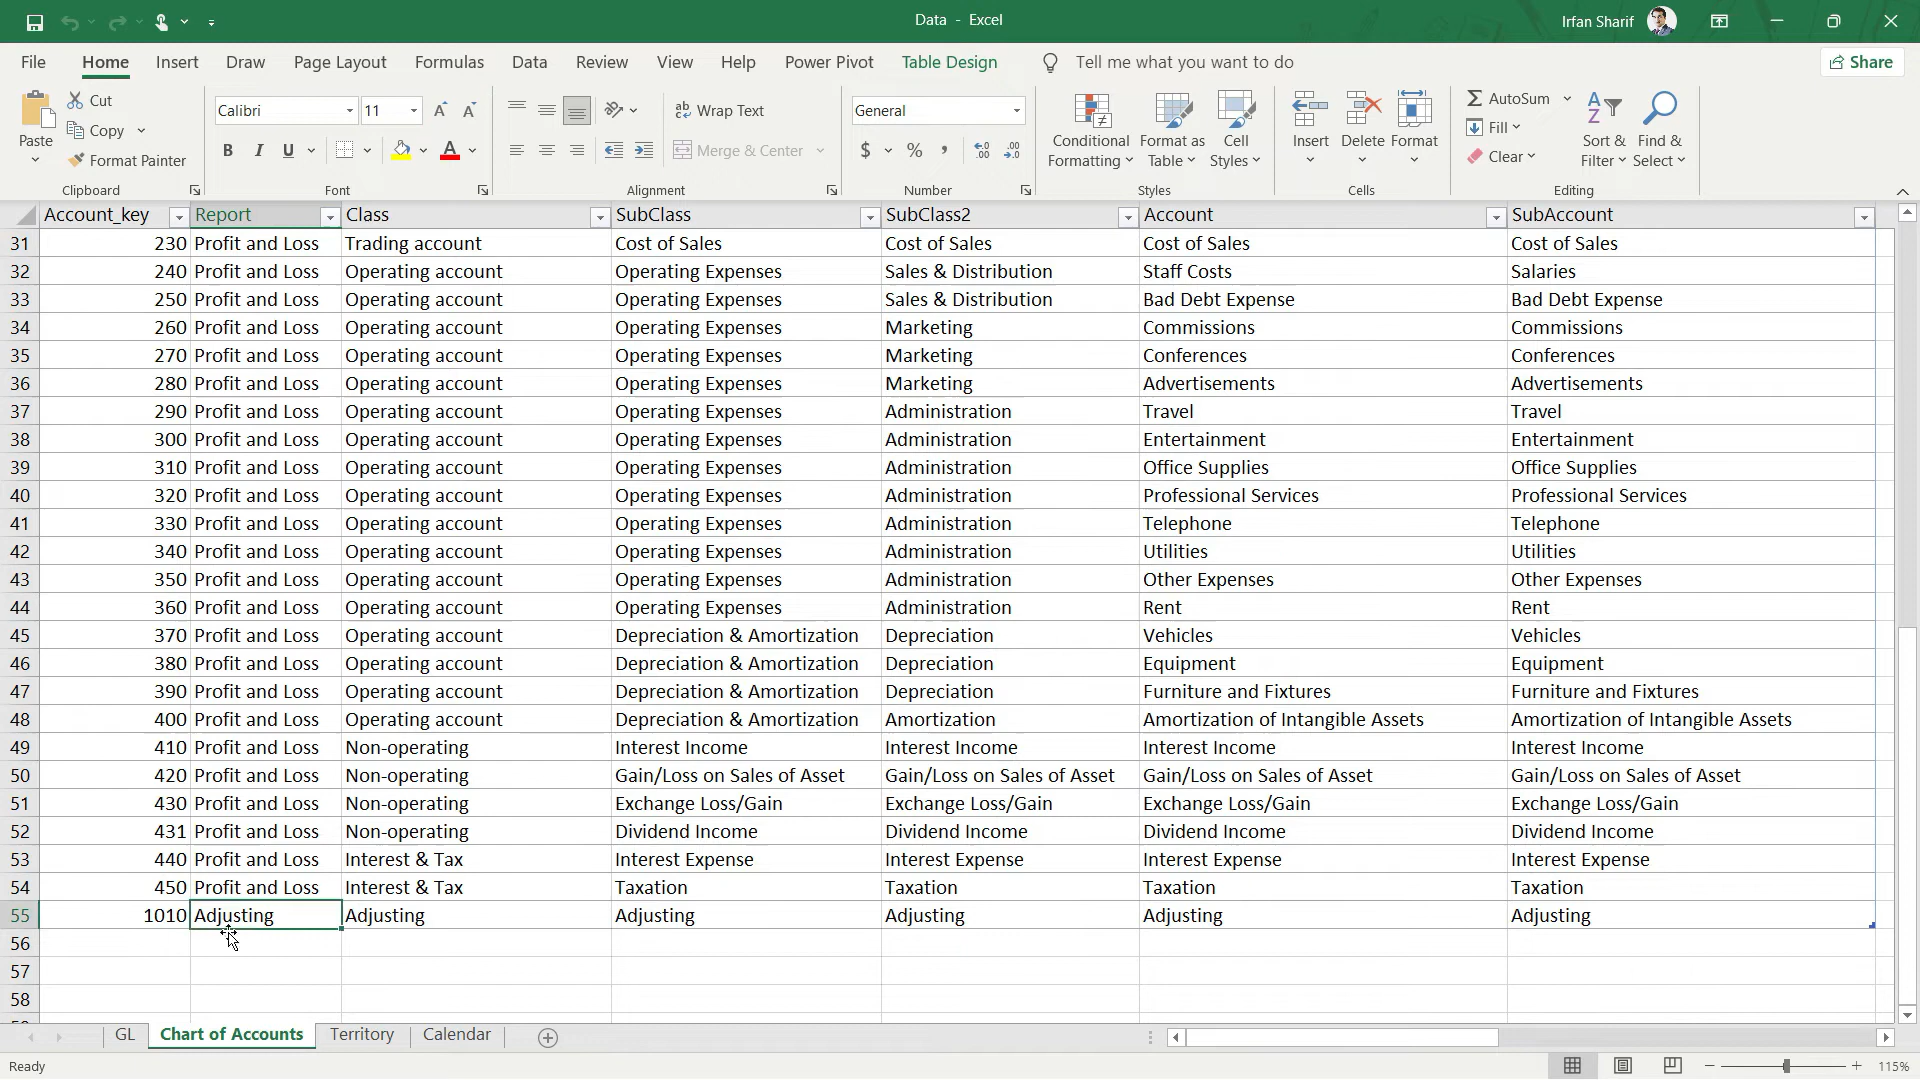 Data - Excel
Irfan Sharif
File Home Insert Draw Page Layout Formulas Data Review View Help Power Pivot Table Design Tell me what you want to do Share
Paste
Cut
Copy
Format Painter
Clipboard
Calibri 11
B I U
Font
Wrap Text
Merge & Center
Alignment
General
$ % ,
Number
Conditional Formatting
Format as Table
Cell Styles
Styles
Insert Delete Format
Cells
AutoSum
Fill
Clear
Sort & Filter
Find & Select
Editing
Account_key Report Class SubClass SubClass2 Account SubAccount
31 230 Profit and Loss Trading account Cost of Sales Cost of Sales Cost of Sales Cost of Sales
32 240 Profit and Loss Operating account Operating Expenses Sales & Distribution Staff Costs Salaries
33 250 Profit and Loss Operating account Operating Expenses Sales & Distribution Bad Debt Expense Bad Debt Expense
34 260 Profit and Loss Operating account Operating Expenses Marketing Commissions Commissions
35 270 Profit and Loss Operating account Operating Expenses Marketing Conferences Conferences
36 280 Profit and Loss Operating account Operating Expenses Marketing Advertisements Advertisements
37 290 Profit and Loss Operating account Operating Expenses Administration Travel Travel
38 300 Profit and Loss Operating account Operating Expenses Administration Entertainment Entertainment
39 310 Profit and Loss Operating account Operating Expenses Administration Office Supplies Office Supplies
40 320 Profit and Loss Operating account Operating Expenses Administration Professional Services Professional Services
41 330 Profit and Loss Operating account Operating Expenses Administration Telephone Telephone
42 340 Profit and Loss Operating account Operating Expenses Administration Utilities Utilities
43 350 Profit and Loss Operating account Operating Expenses Administration Other Expenses Other Expenses
44 360 Profit and Loss Operating account Operating Expenses Administration Rent Rent
45 370 Profit and Loss Operating account Depreciation & Amortization Depreciation Vehicles Vehicles
46 380 Profit and Loss Operating account Depreciation & Amortization Depreciation Equipment Equipment
47 390 Profit and Loss Operating account Depreciation & Amortization Depreciation Furniture and Fixtures Furniture and Fixtures
48 400 Profit and Loss Operating account Depreciation & Amortization Amortization Amortization of Intangible Assets Amortization of Intangible Assets
49 410 Profit and Loss Non-operating Interest Income Interest Income Interest Income Interest Income
50 420 Profit and Loss Non-operating Gain/Loss on Sales of Asset Gain/Loss on Sales of Asset Gain/Loss on Sales of Asset Gain/Loss on Sales of Asset
51 430 Profit and Loss Non-operating Exchange Loss/Gain Exchange Loss/Gain Exchange Loss/Gain Exchange Loss/Gain
52 431 Profit and Loss Non-operating Dividend Income Dividend Income Dividend Income Dividend Income
53 440 Profit and Loss Interest & Tax Interest Expense Interest Expense Interest Expense Interest Expense
54 450 Profit and Loss Interest & Tax Taxation Taxation Taxation Taxation
55 1010 Adjusting Adjusting Adjusting Adjusting Adjusting Adjusting
56
57
58
GL Chart of Accounts Territory Calendar
Ready 115%